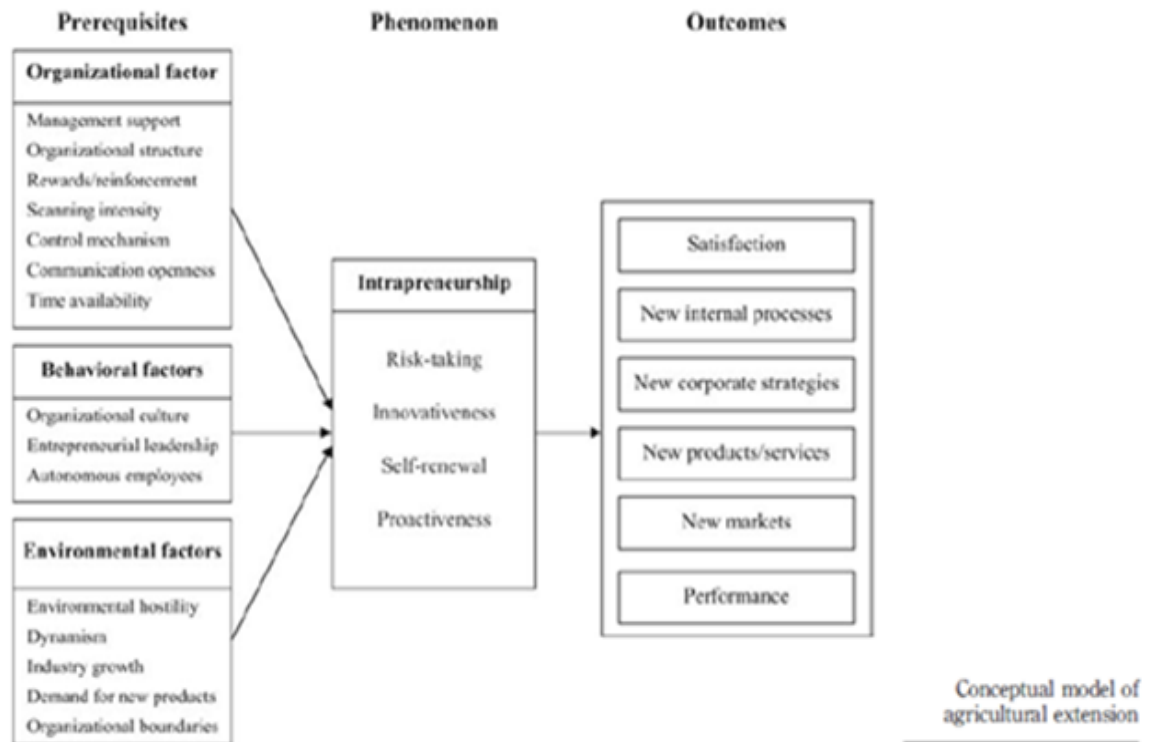 Prerequisites
Phenomenon
Outcomes
Organizational factor
Management support
Organizational structure
Rewards/reinforcement
Scanning intensity
Control mechanism
Communication openness
Time availability
Behavioral factors
Organizational culture
Entrepreneurial leadership
Autonomous employees
Environmental factors
Environmental hostility
Dynamism
Industry growth
Demand for new products
Organizational boundaries
Intrapreneurship
Risk-taking
Innovativeness
Self-renewal
Proactiveness
Satisfaction
New internal processes
New corporate strategies
New products/services
New markets
Performance
Conceptual model of
agricultural extension